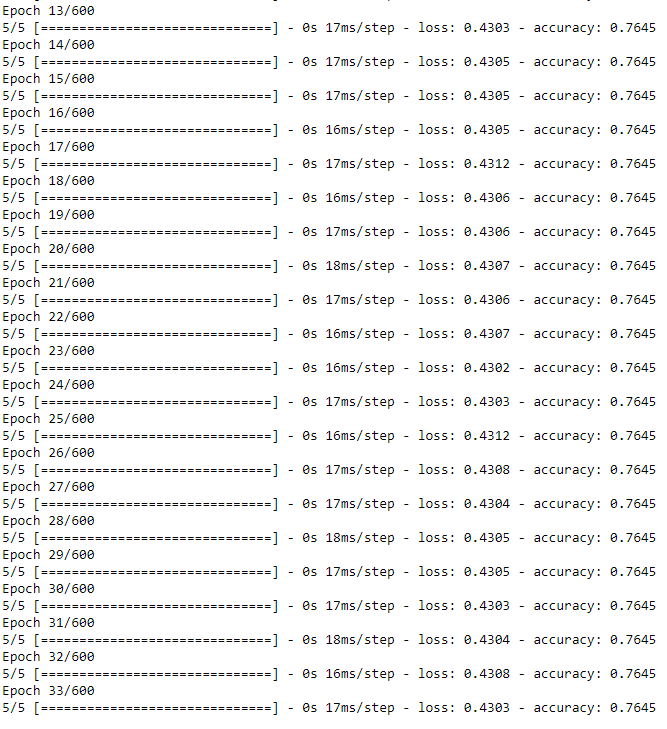 Epoch 13/600
5/5 [==============================] - 0s 17ms/step - loss: 0.4303 - accuracy: 0.7645
Epoch 14/600
5/5 [==============================] - 0s 17ms/step - loss: 0.4305 - accuracy: 0.7645
Epoch 15/600
5/5 [==============================] - 0s 17ms/step - loss: 0.4305 - accuracy: 0.7645
Epoch 16/600
5/5 [==============================] - 0s 16ms/step - loss: 0.4305 - accuracy: 0.7645
Epoch 17/600
5/5 [==============================] - 0s 17ms/step - loss: 0.4312 - accuracy: 0.7645
Epoch 18/600
5/5 [==============================] - 0s 16ms/step - loss: 0.4306 - accuracy: 0.7645
Epoch 19/600
5/5 [==============================] - 0s 17ms/step - loss: 0.4306 - accuracy: 0.7645
Epoch 20/600
5/5 [==============================] - 0s 18ms/step - loss: 0.4307 - accuracy: 0.7645
Epoch 21/600
5/5 [==============================] - 0s 17ms/step - loss: 0.4306 - accuracy: 0.7645
Epoch 22/600
5/5 [==============================] - 0s 16ms/step - loss: 0.4307 - accuracy: 0.7645
Epoch 23/600
5/5 [==============================] - 0s 16ms/step - loss: 0.4302 - accuracy: 0.7645
Epoch 24/600
5/5 [==============================] - 0s 17ms/step - loss: 0.4303 - accuracy: 0.7645
Epoch 25/600
5/5 [==============================] - 0s 16ms/step - loss: 0.4312 - accuracy: 0.7645
Epoch 26/600
5/5 [==============================] - 0s 17ms/step - loss: 0.4308 - accuracy: 0.7645
Epoch 27/600
5/5 [==============================] - 0s 17ms/step - loss: 0.4304 - accuracy: 0.7645
Epoch 28/600
5/5 [==============================] - 0s 18ms/step - loss: 0.4305 - accuracy: 0.7645
Epoch 29/600
5/5 [==============================] - 0s 17ms/step - loss: 0.4305 - accuracy: 0.7645
Epoch 30/600
5/5 [==============================] - 0s 17ms/step - loss: 0.4303 - accuracy: 0.7645
Epoch 31/600
5/5 [==============================] - 0s 18ms/step - loss: 0.4304 - accuracy: 0.7645
Epoch 32/600
5/5 [==============================] - 0s 16ms/step - loss: 0.4308 - accuracy: 0.7645
Epoch 33/600
5/5 [==============================] - 0s 17ms/step - loss: 0.4303 - accuracy: 0.7645